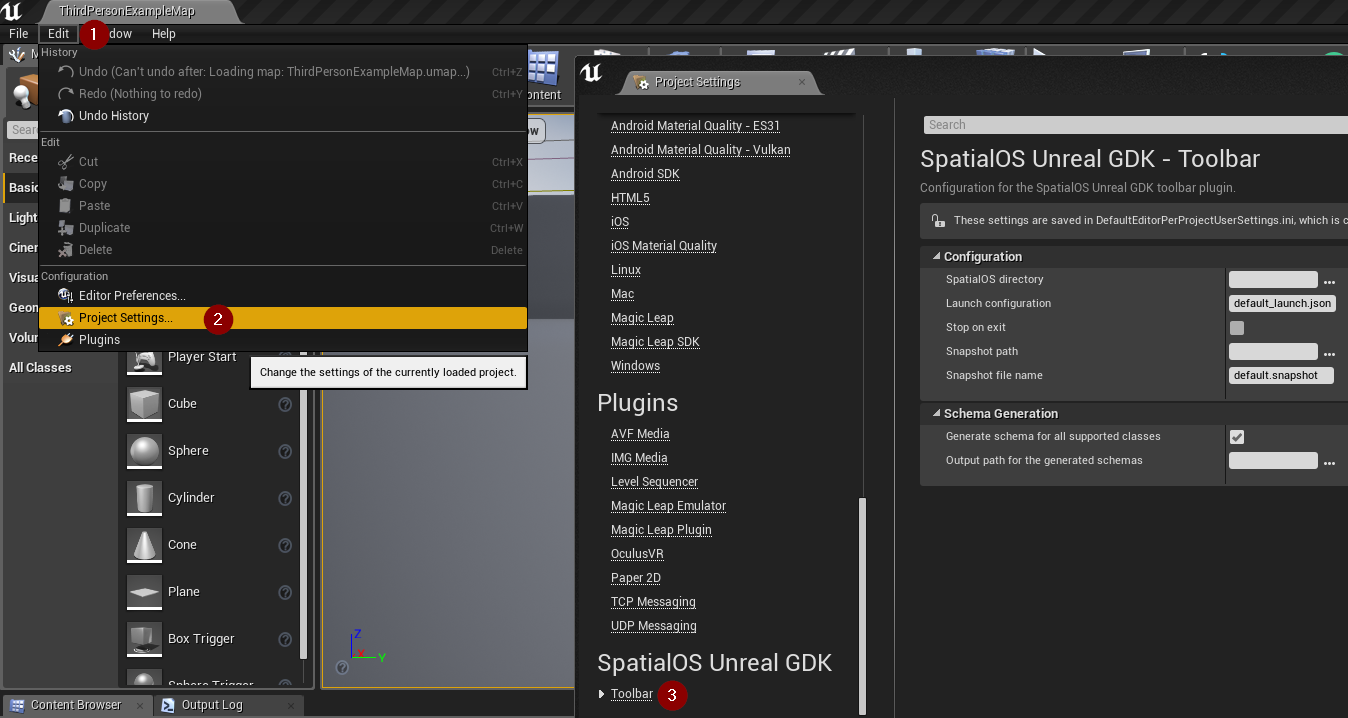 ThirdPersonExampleMap
File Edit 1 dow Help
History
Undo (Can't undo after: Loading map: ThirdPersonExampleMap.umap...) Ctrl+Z
Redo (Nothing to redo) Ctrl+Y
Undo History
Edit
Cut Ctrl+X
Copy Ctrl+C
Paste Ctrl+V
Duplicate Ctrl+W
Delete Delete
Configuration
Editor Preferences...
Project Settings... 2
Plugins
Change the settings of the currently loaded project.
M
Sear
Rece
Basic
Light
Cinem
Visua
Geom
Volum
All Classes
ontent
ow
Player Start
Cube
Sphere
Cylinder
Cone
Plane
Box Trigger
Sphere Trigger
Z
X
Y
Content Browser
Output Log
Project Settings
Android Material Quality - ES31
Android Material Quality - Vulkan
Android SDK
HTML5
iOS
iOS Material Quality
Linux
Mac
Magic Leap
Magic Leap SDK
Windows
Plugins
AVF Media
IMG Media
Level Sequencer
Magic Leap Emulator
Magic Leap Plugin
OculusVR
Paper 2D
TCP Messaging
UDP Messaging
SpatialOS Unreal GDK
Toolbar 3
Search
SpatialOS Unreal GDK - Toolbar
Configuration for the SpatialOS Unreal GDK toolbar plugin.
These settings are saved in DefaultEditorPerProjectUserSettings.ini, which is c
Configuration
SpatialOS directory ...
Launch configuration default_launch.json
Stop on exit
Snapshot path ...
Snapshot file name default.snapshot
Schema Generation
Generate schema for all supported classes
Output path for the generated schemas ...